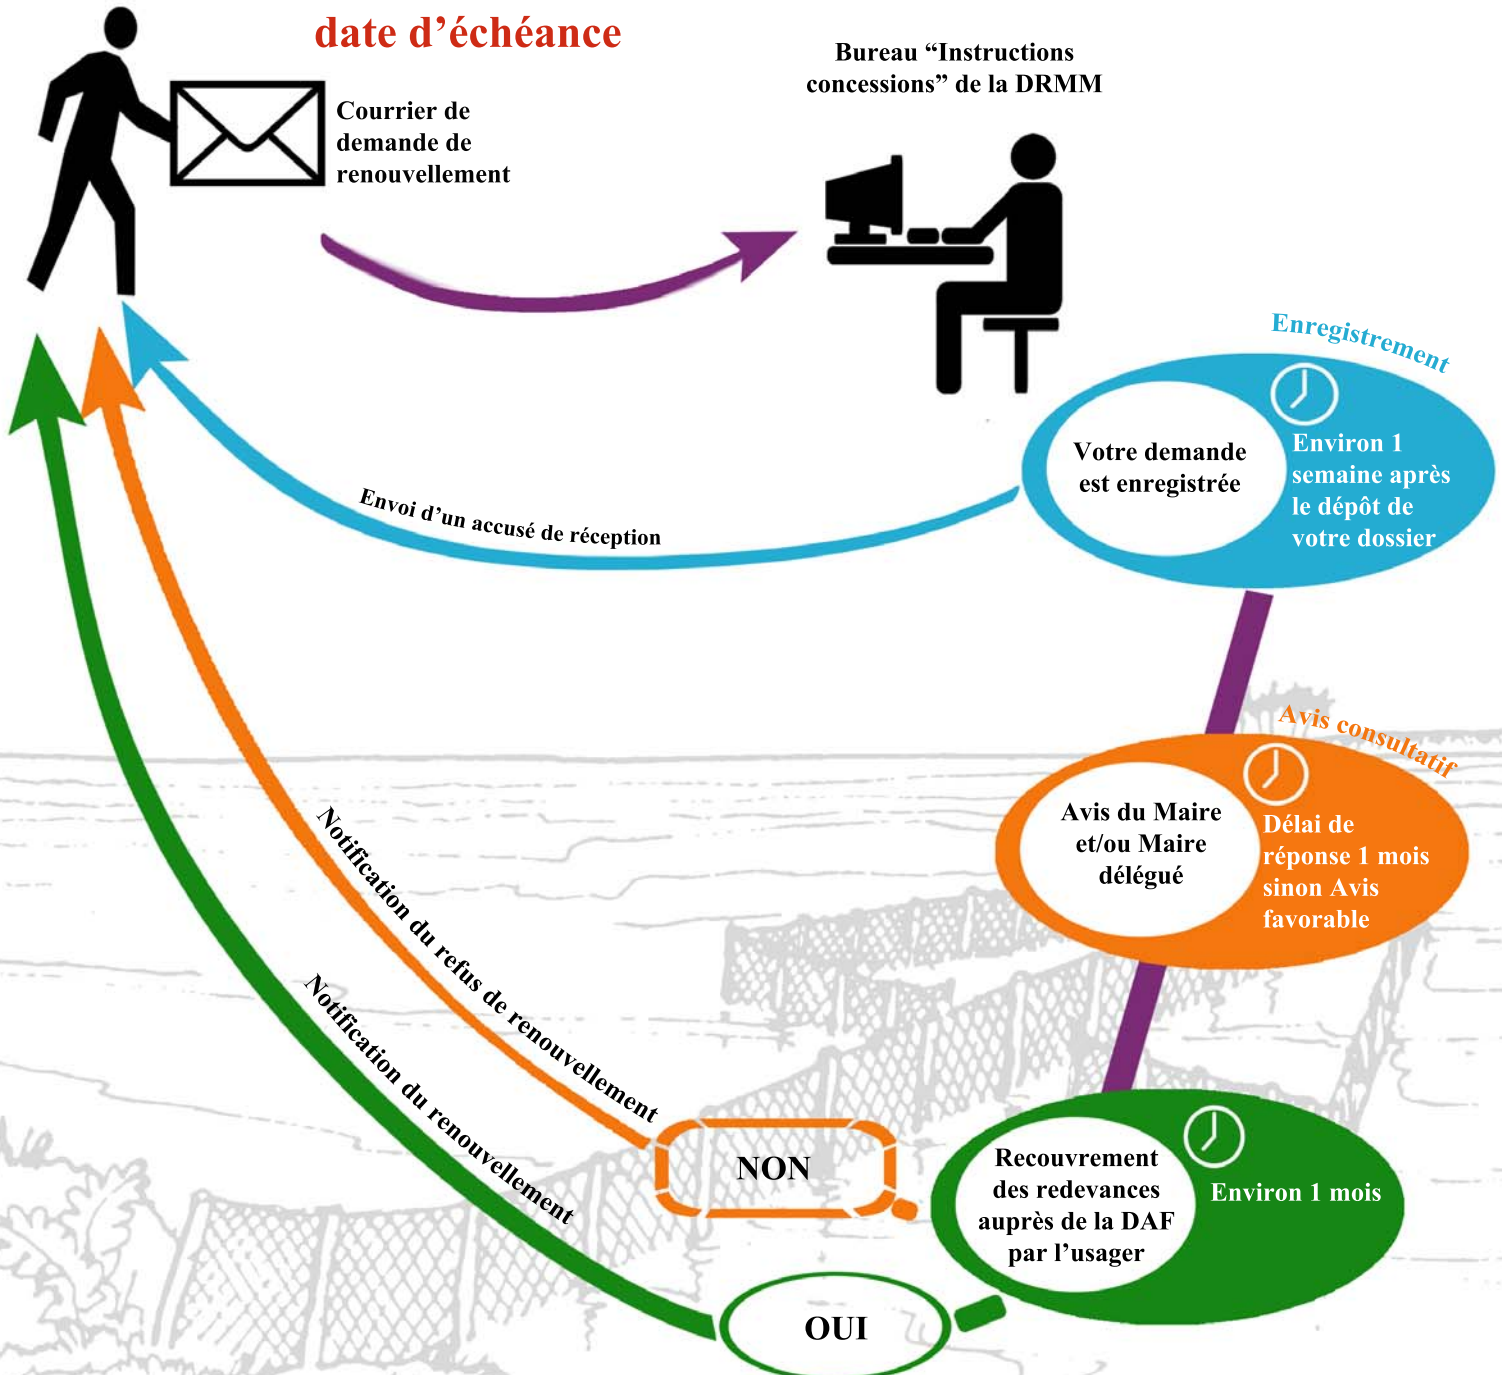 date d’échéance
Courrier de
demande de
renouvellement
Bureau “Instructions
concessions” de la DRMM
Enregistrement
Votre demande
est enregistrée
Environ 1
semaine après
le dépôt de
votre dossier
Envoi d’un accusé de réception
Avis consultatif
Avis du Maire
et/ou Maire
délégué
Délai de
réponse 1 mois
sinon Avis
favorable
Notification du refus de renouvellement
Notification du renouvellement
NON
Recouvrement
des redevances
auprès de la DAF
par l’usager
Environ 1 mois
OUI